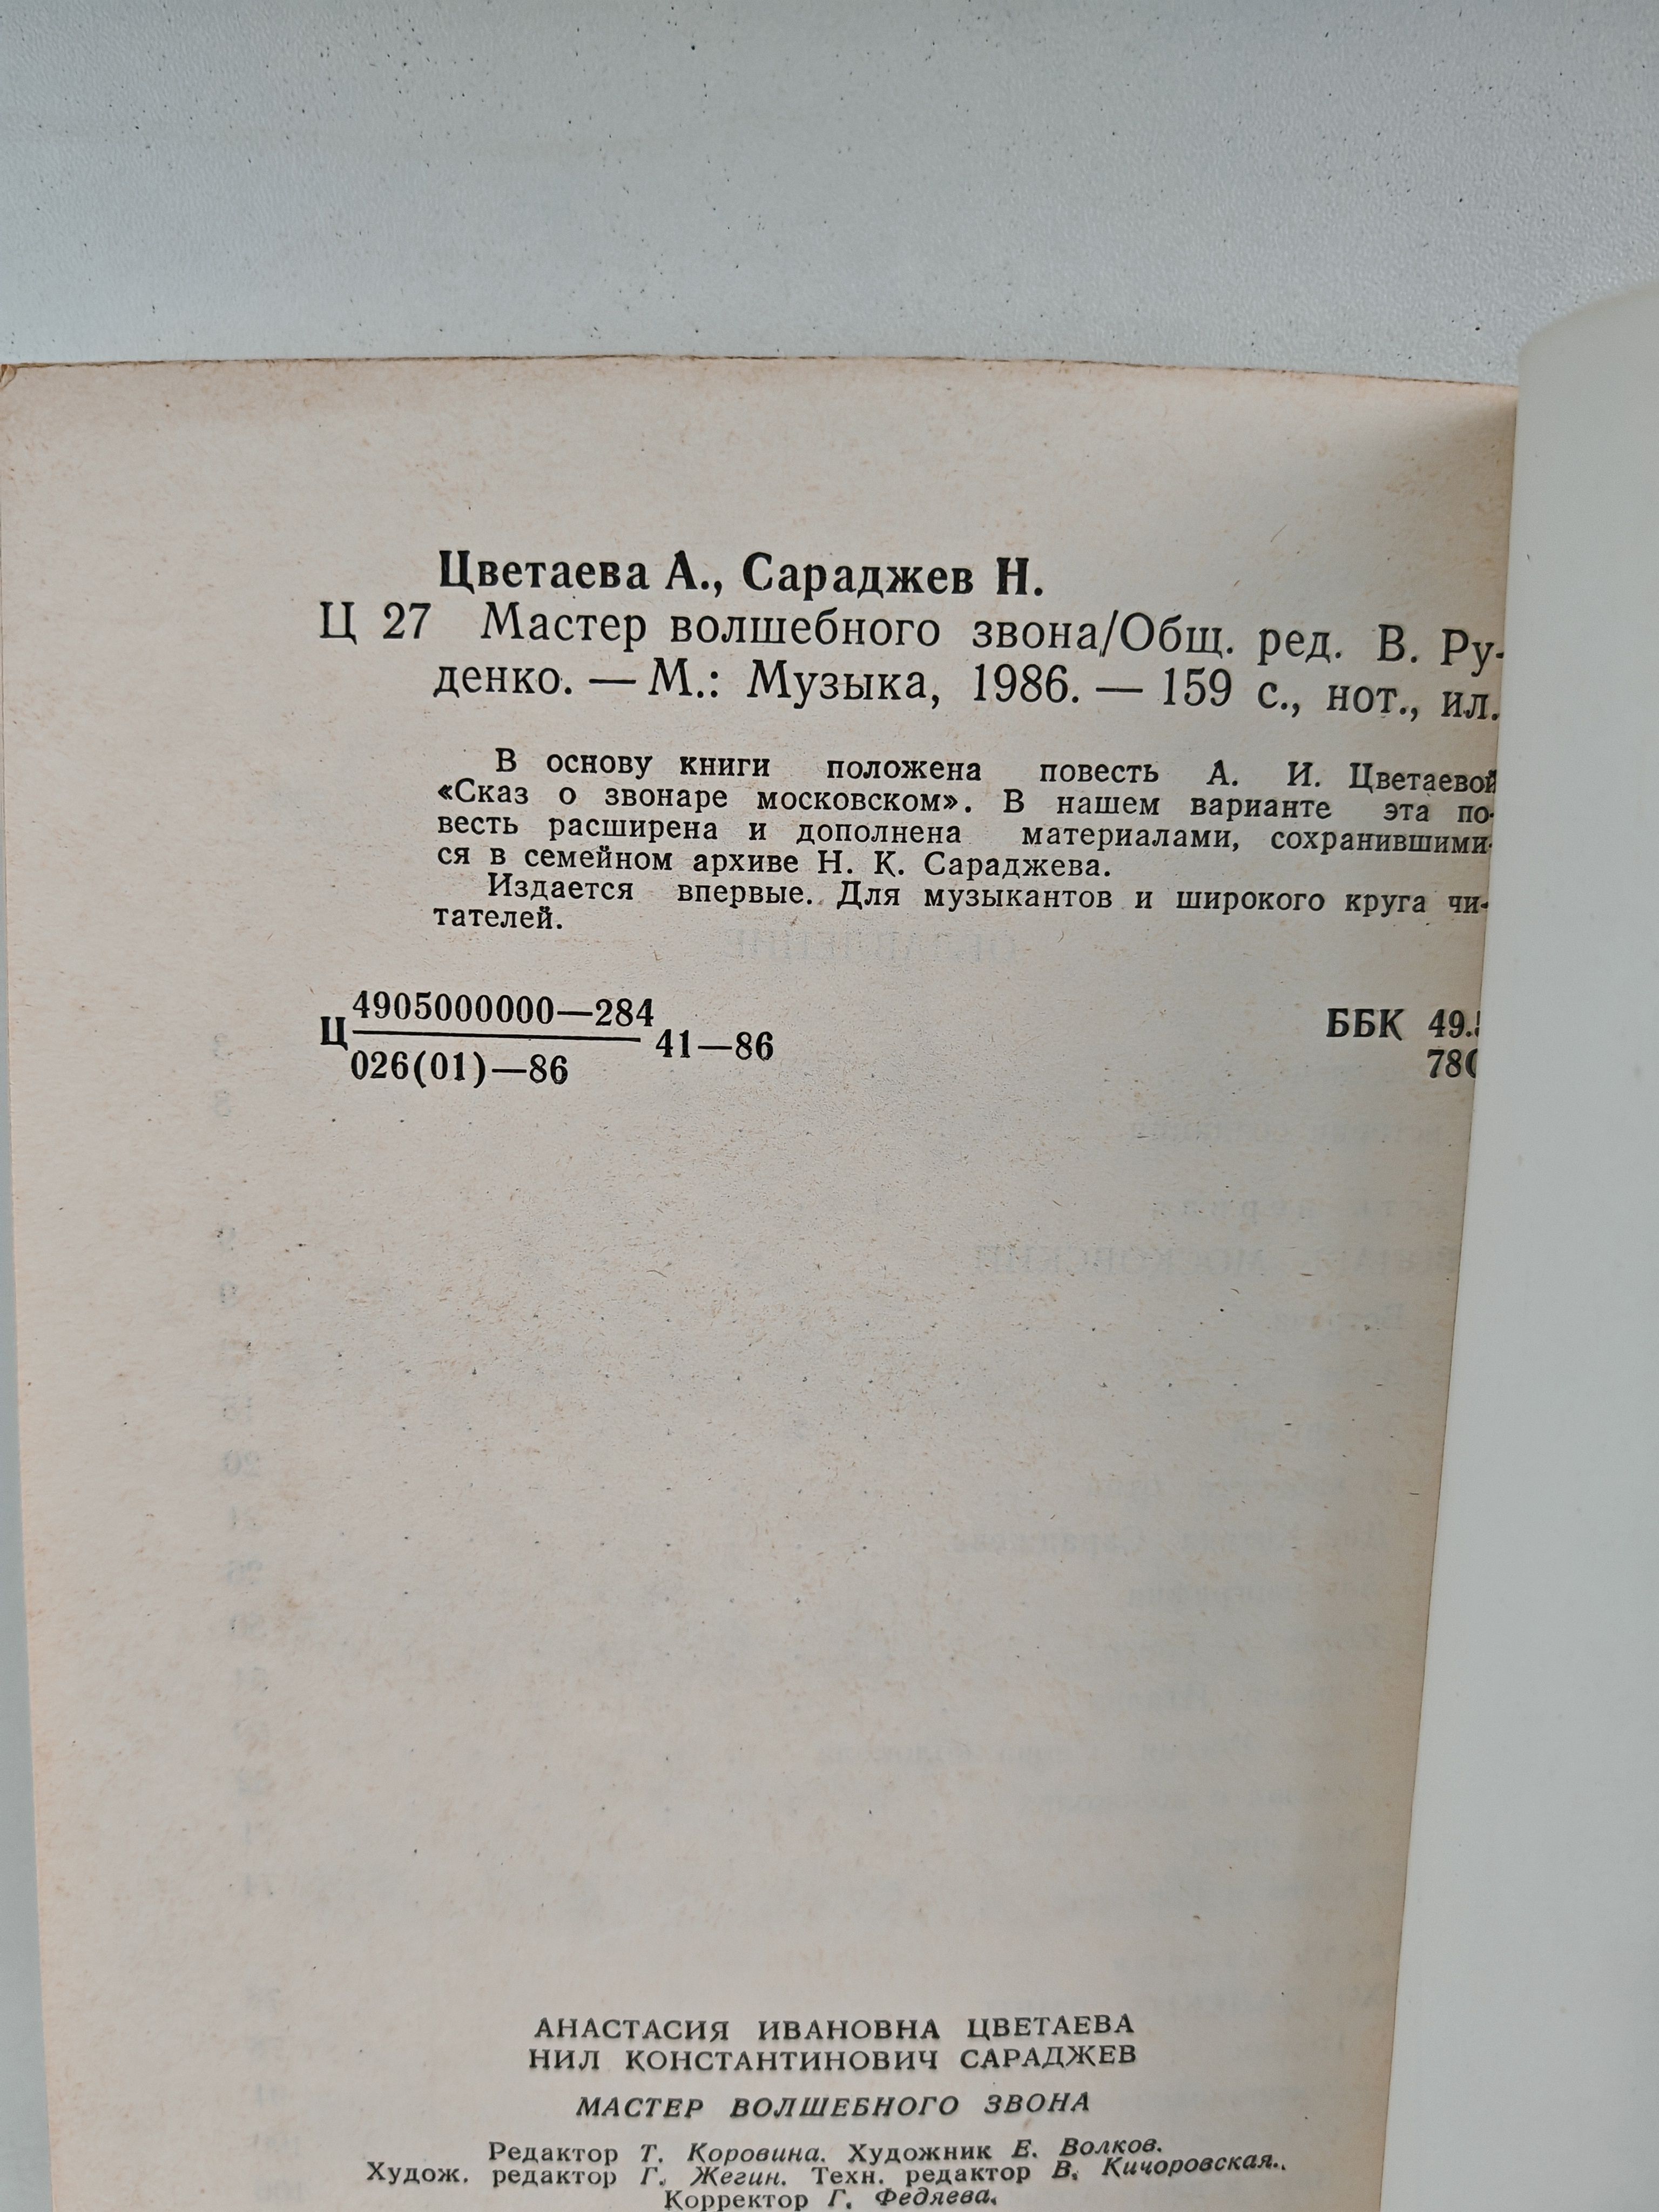 Цветаева А., Сараджев Н.
Ц 27 Мастер волшебного звона/Общ. ред. В. Ру-
денко. — М.: Музыка, 1986. — 159 с., нот., ил.
В основу книги положена повесть А. И. Цветаевой
«Сказ о звонаре московском». В нашем варианте эта по-
весть расширена и дополнена материалами, сохранившими-
ся в семейном архиве Н. К. Сараджева.
Издается впервые. Для музыкантов и широкого круга чи-
тателей.
4905000000—284
Ц 41—86
026(01)—86
ББК 49.
78
АНАСТАСИЯ ИВАНОВНА ЦВЕТАЕВА
НИЛ КОНСТАНТИНОВИЧ САРАДЖЕВ
МАСТЕР ВОЛШЕБНОГО ЗВОНА
Редактор Т. Коровина. Художник Е. Волков.
Худож. редактор Г. Жегин. Техн. редактор В. Кичоровская.
Корректор Г. Федяева.